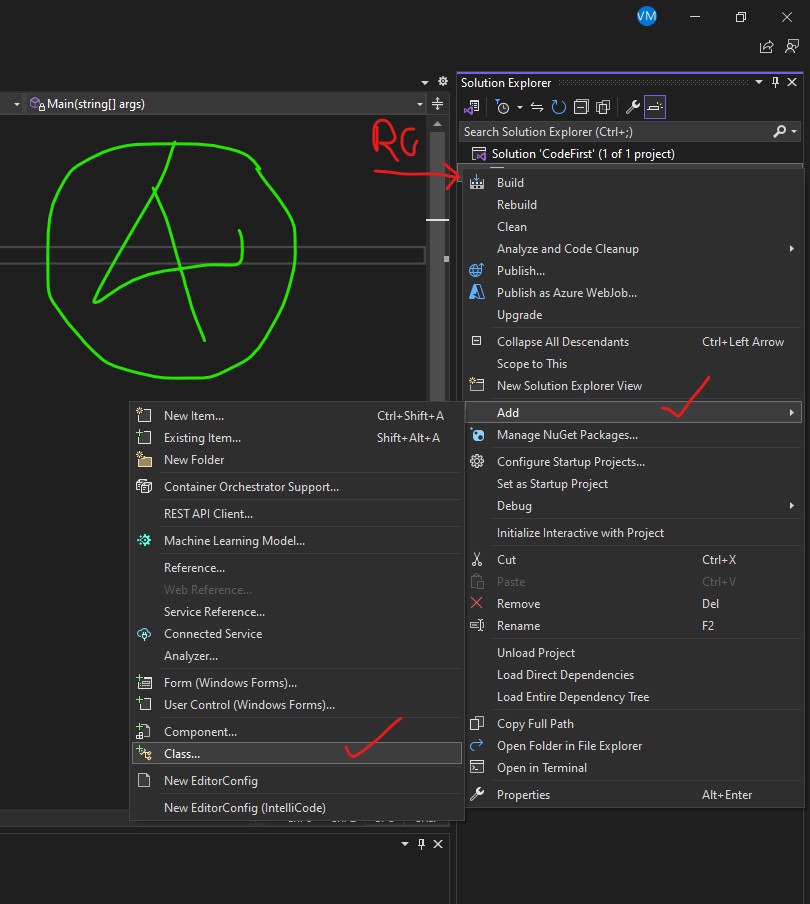 VM
Main(string[] args)
Solution Explorer
Search Solution Explorer (Ctrl+;)
Solution 'CodeFirst' (1 of 1 project)
A
Build
Rebuild
Clean
Analyze and Code Cleanup
Publish...
Publish as Azure WebJob...
Upgrade
Collapse All Descendants Ctrl+Left Arrow
Scope to This
New Solution Explorer View
Add
Manage NuGet Packages...
Configure Startup Projects...
Set as Startup Project
Debug
Initialize Interactive with Project
Cut Ctrl+X
Paste Ctrl+V
Remove Del
Rename F2
Unload Project
Load Direct Dependencies
Load Entire Dependency Tree
Copy Full Path
Open Folder in File Explorer
Open in Terminal
Properties Alt+Enter
New Item... Ctrl+Shift+A
Existing Item... Shift+Alt+A
New Folder
Container Orchestrator Support...
REST API Client...
Machine Learning Model...
Reference...
Web Reference...
Service Reference...
Connected Service
Analyzer...
Form (Windows Forms)...
User Control (Windows Forms)...
Component...
Class...
New EditorConfig
New EditorConfig (IntelliCode)